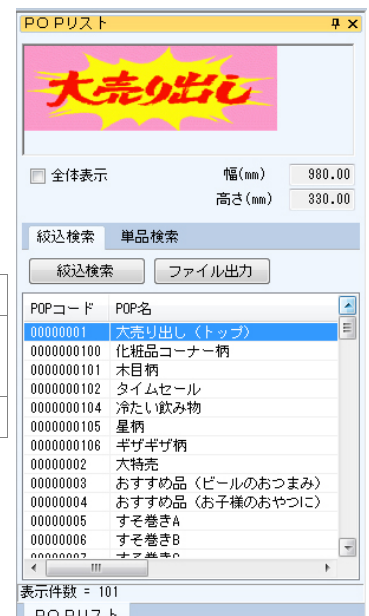 POPリスト
大売り出し
全体表示
幅(mm) 980.00
高さ(mm) 330.00
絞込検索 単品検索
絞込検索 ファイル出力
POPコード POP名
00000001 大売り出し（トップ）
0000000100 化粧品コーナー柄
0000000101 木目柄
0000000102 タイムセール
0000000104 冷たい飲み物
0000000105 星柄
0000000106 ギザギザ柄
00000002 大特売
00000003 おすすめ品（ビールのおつまみ）
00000004 おすすめ品（お子様のおやつに）
00000005 すそ巻きA
00000006 すそ巻きB
00000007 すそ巻きC
表示件数 = 101
POPリスト